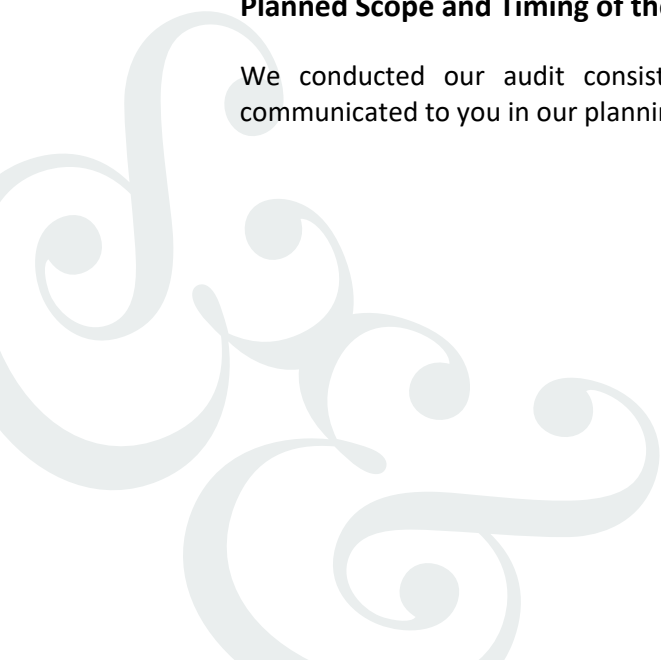 Planned Scope and Timing of the
We conducted our audit consist
communicated to you in our plannin